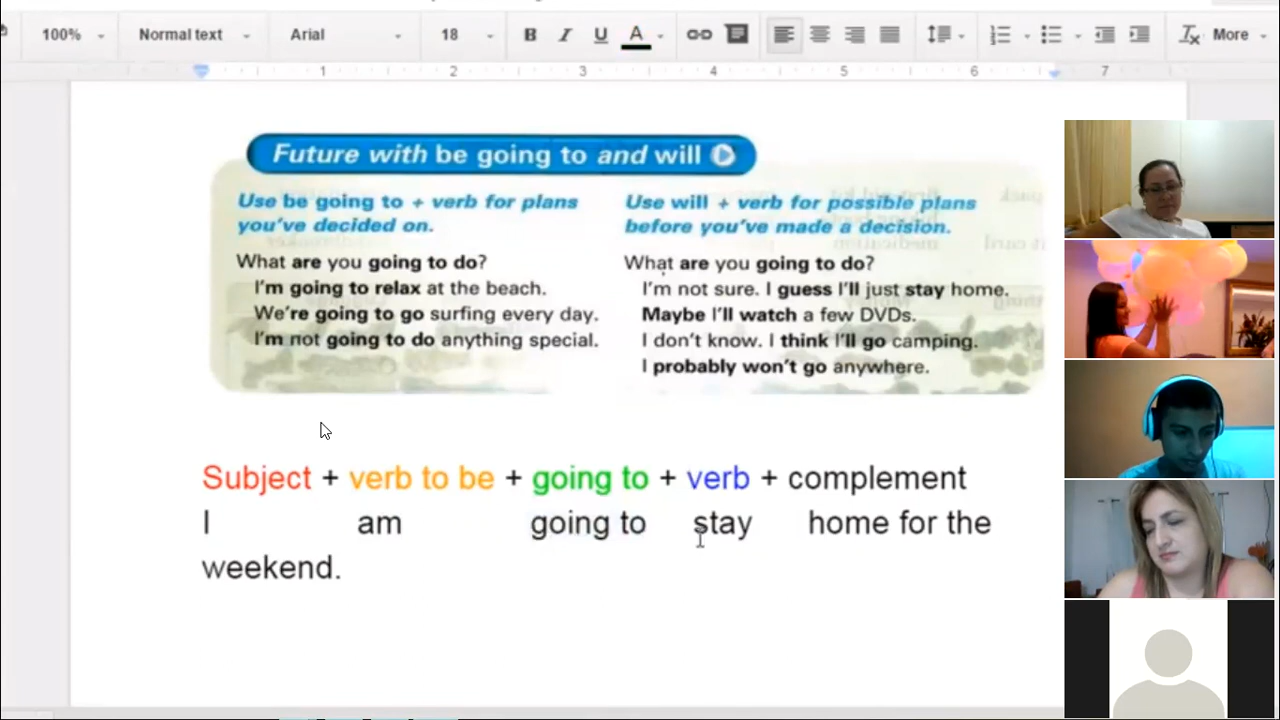 100% Normal text Arial 18 B I U A More
1 2 3 4 5 6 7
Future with be going to and will
Use be going to + verb for plans
you've decided on.
What are you going to do?
I'm going to relax at the beach.
We're going to go surfing every day.
I'm not going to do anything special.
Use will + verb for possible plans
before you've made a decision.
What are you going to do?
I'm not sure. I guess I'll just stay home.
Maybe I'll watch a few DVDs.
I don't know. I think I'll go camping.
I probably won't go anywhere.
Subject + verb to be + going to + verb + complement
I am going to stay home for the
weekend.